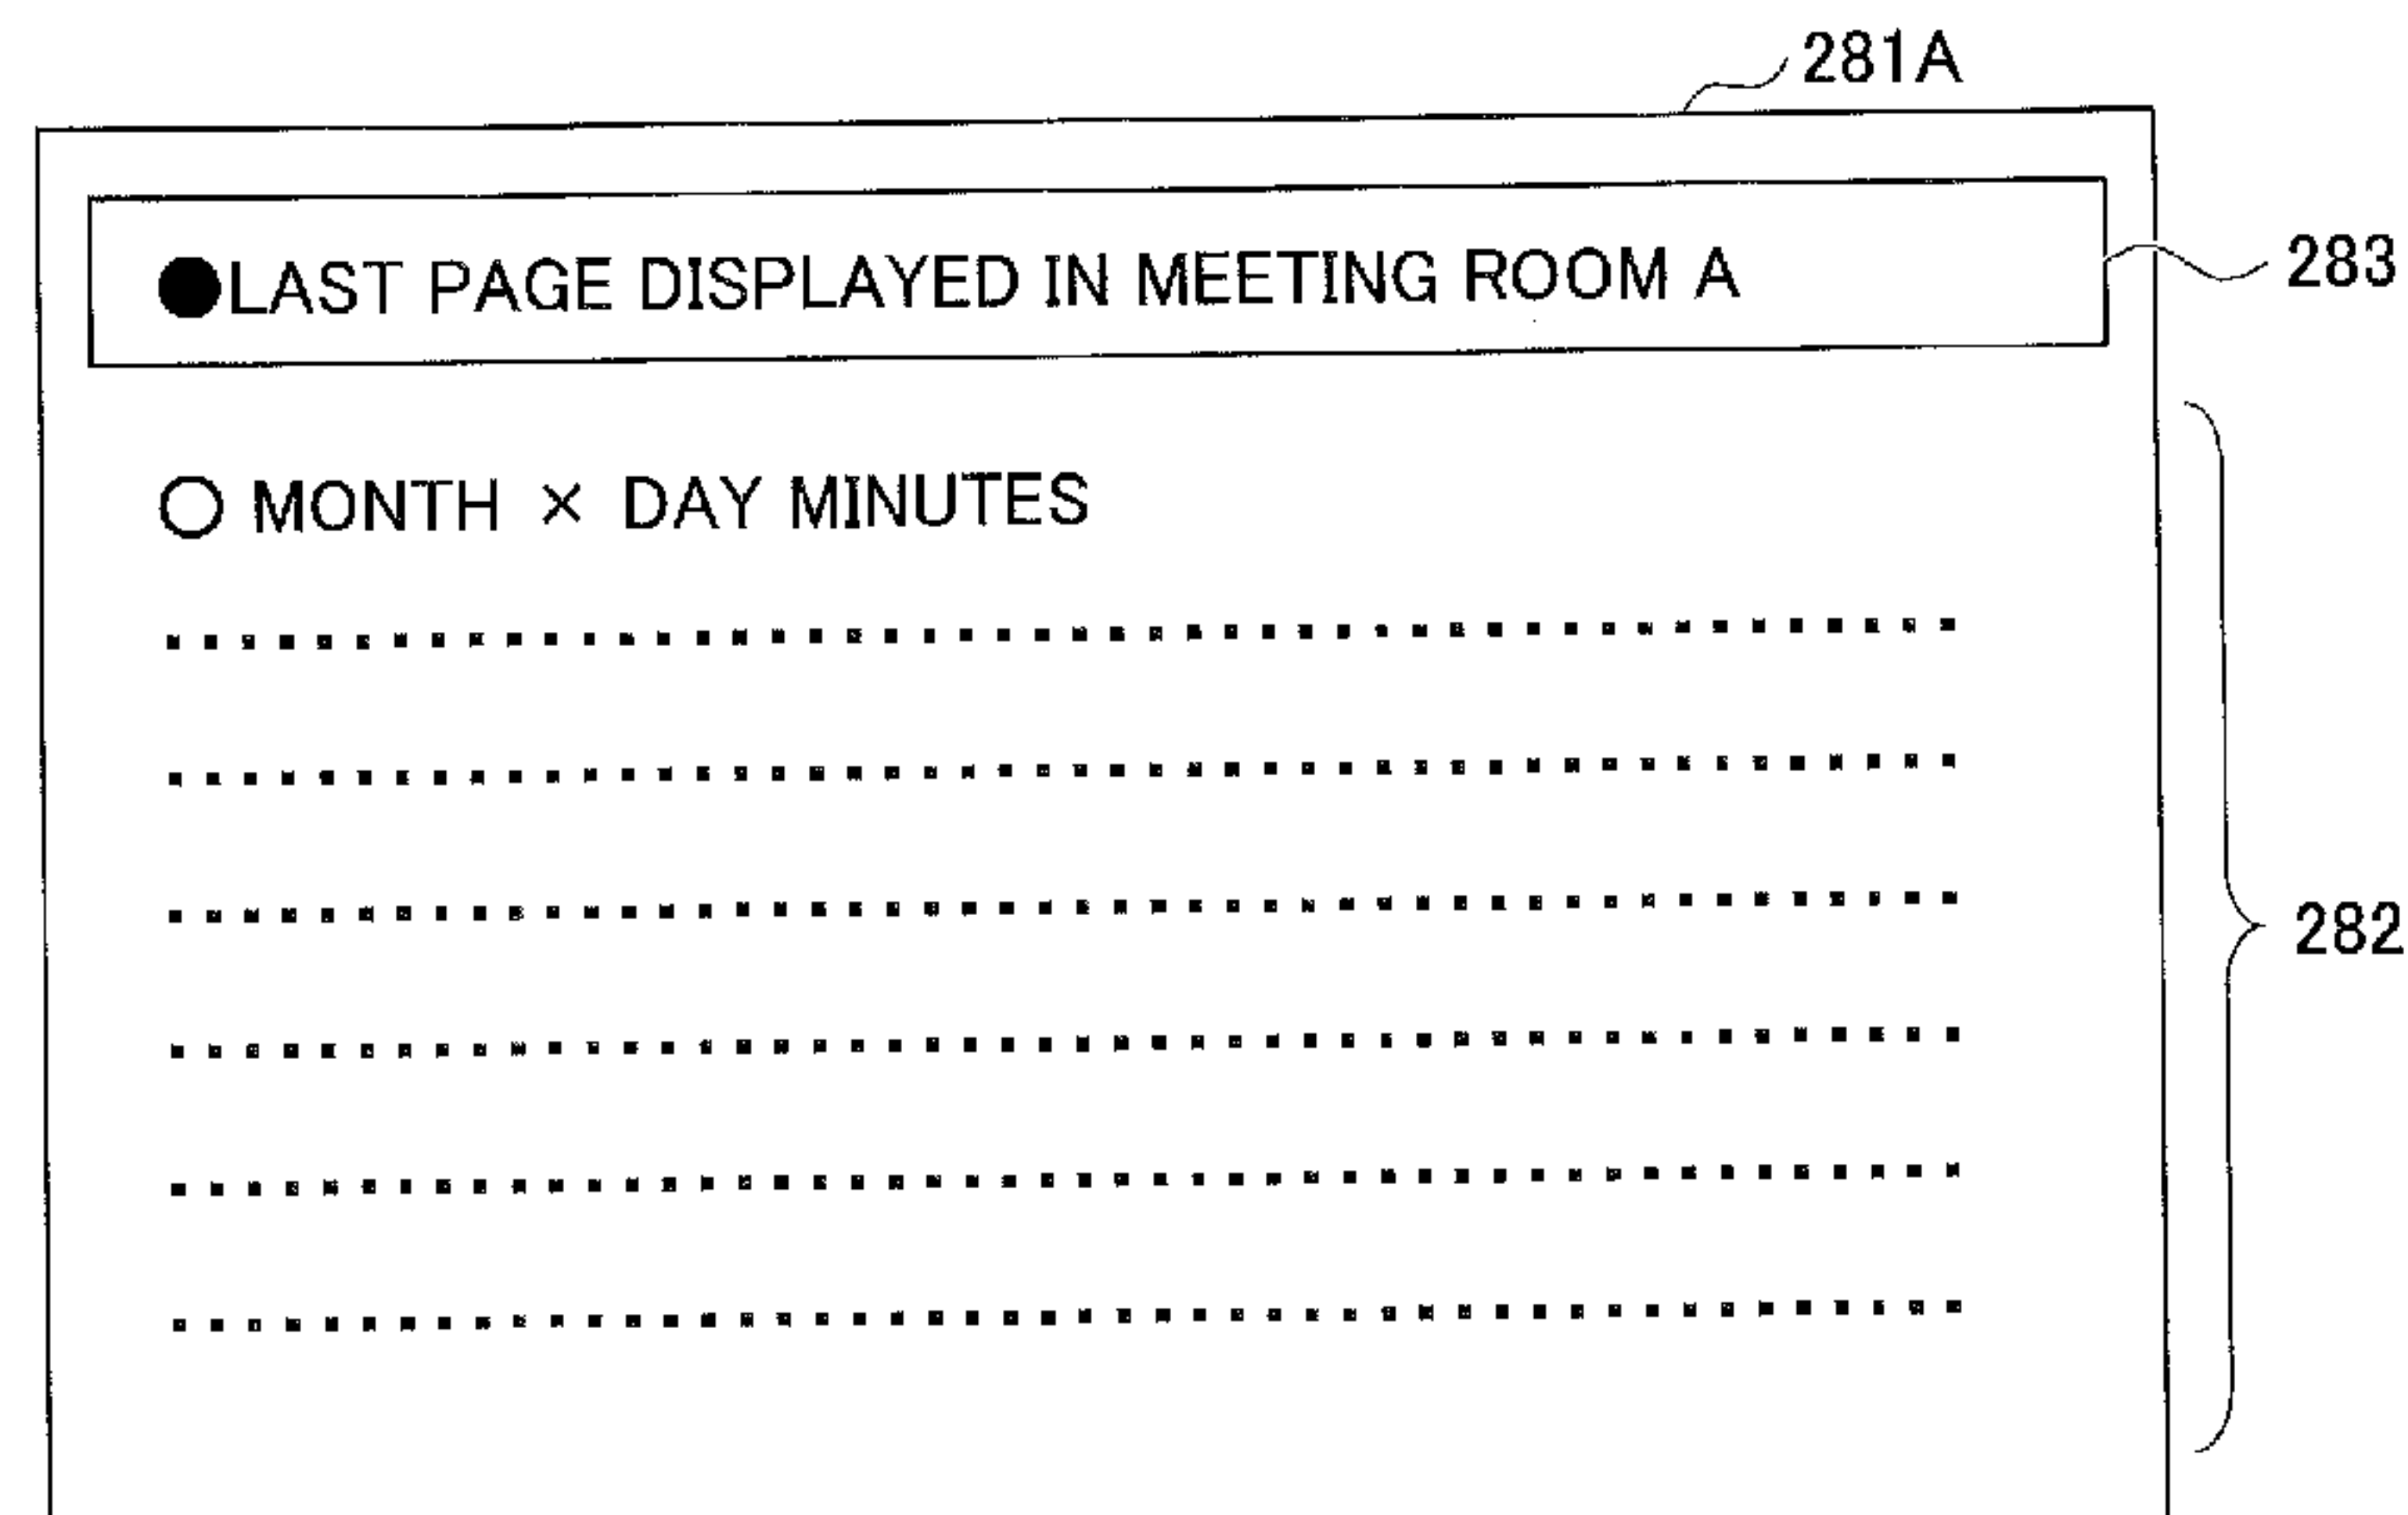 281A
●LAST PAGE DISPLAYED IN MEETING ROOM A
283
○ MONTH × DAY MINUTES
282